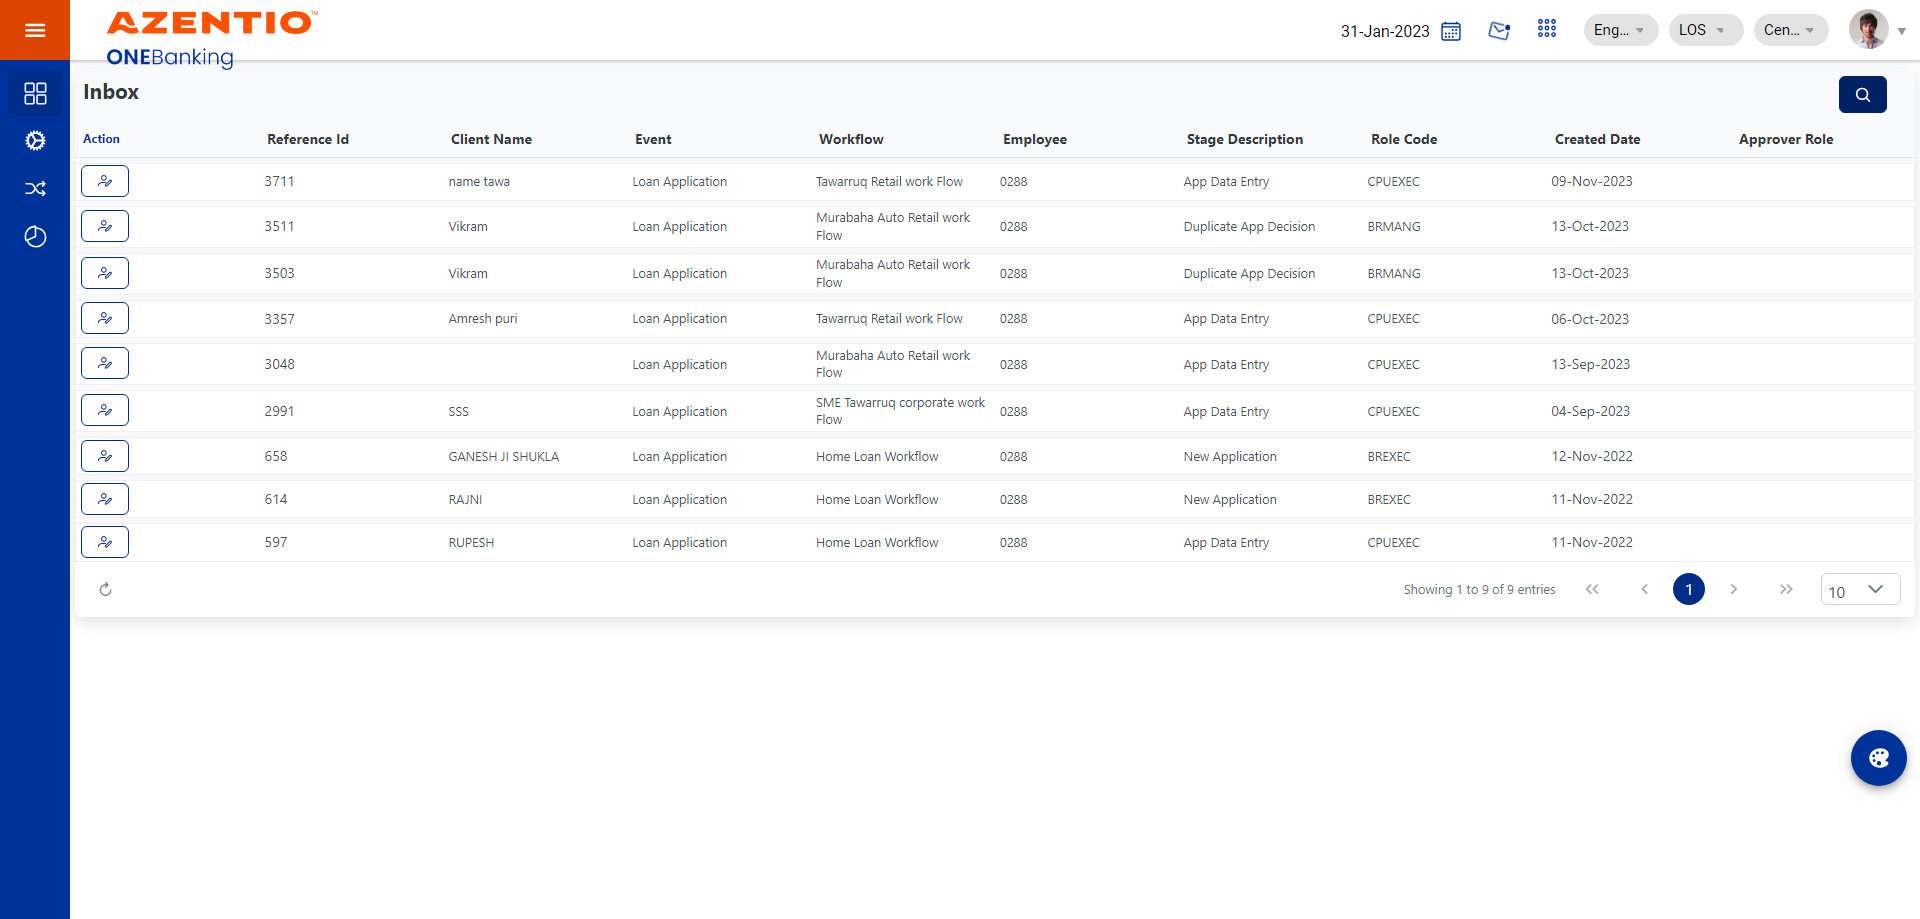 AZENTIO™
ONEBanking
31-Jan-2023 Eng... LOS Cen...
Inbox
Action Reference Id Client Name Event Workflow Employee Stage Description Role Code Created Date Approver Role
3711 name tawa Loan Application Tawarruq Retail work Flow 0288 App Data Entry CPUEXEC 09-Nov-2023
3511 Vikram Loan Application Murabaha Auto Retail work Flow 0288 Duplicate App Decision BRMANG 13-Oct-2023
3503 Vikram Loan Application Murabaha Auto Retail work Flow 0288 Duplicate App Decision BRMANG 13-Oct-2023
3357 Amresh puri Loan Application Tawarruq Retail work Flow 0288 App Data Entry CPUEXEC 06-Oct-2023
3048 Loan Application Murabaha Auto Retail work Flow 0288 App Data Entry CPUEXEC 13-Sep-2023
2991 SSS Loan Application SME Tawarruq corporate work Flow 0288 App Data Entry CPUEXEC 04-Sep-2023
658 GANESH JI SHUKLA Loan Application Home Loan Workflow 0288 New Application BREXEC 12-Nov-2022
614 RAJNI Loan Application Home Loan Workflow 0288 New Application BREXEC 11-Nov-2022
597 RUPESH Loan Application Home Loan Workflow 0288 App Data Entry CPUEXEC 11-Nov-2022
Showing 1 to 9 of 9 entries 1 10